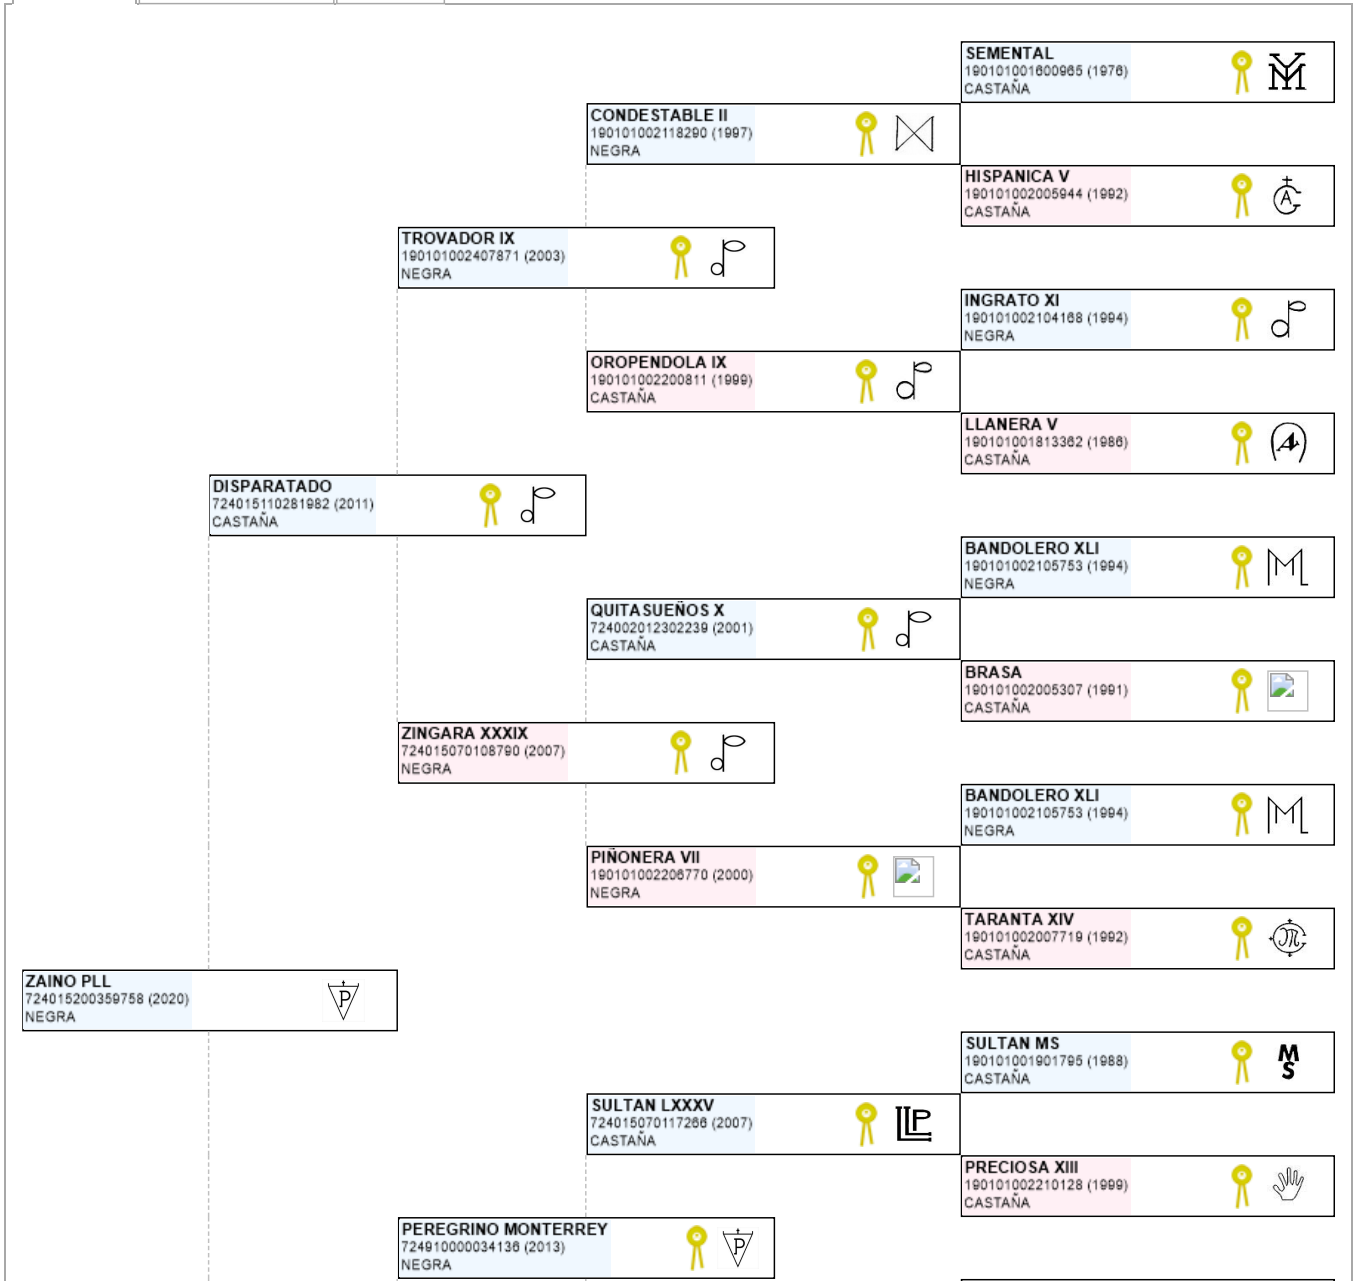 SEMENTAL
190101001600965 (1976)
CASTAÑA
CONDESTABLE II
190101002118290 (1997)
NEGRA
HISPANICA V
190101002005944 (1992)
CASTAÑA
TROVADOR IX
190101002407871 (2003)
NEGRA
INGRATO XI
190101002104168 (1994)
NEGRA
OROPENDOLA IX
190101002200811 (1999)
CASTAÑA
LLANERA V
190101001813362 (1986)
CASTAÑA
DISPARATADO
724015110281982 (2011)
CASTAÑA
BANDOLERO XLI
190101002105753 (1994)
NEGRA
QUITASUEÑOS X
724002012302239 (2001)
CASTAÑA
BRASA
190101002005307 (1991)
CASTAÑA
ZINGARA XXXIX
724015070108790 (2007)
NEGRA
BANDOLERO XLI
190101002105753 (1994)
NEGRA
PIÑONERA VII
190101002206770 (2000)
NEGRA
TARANTA XIV
190101002007719 (1992)
CASTAÑA
ZAINO PLL
724015200359758 (2020)
NEGRA
P
SULTAN MS
190101001901795 (1988)
CASTAÑA
M
S
SULTAN LXXXV
724015070117266 (2007)
CASTAÑA
PRECIOSA XIII
190101002210128 (1999)
CASTAÑA
PEREGRINO MONTERREY
724910000034136 (2013)
NEGRA
P